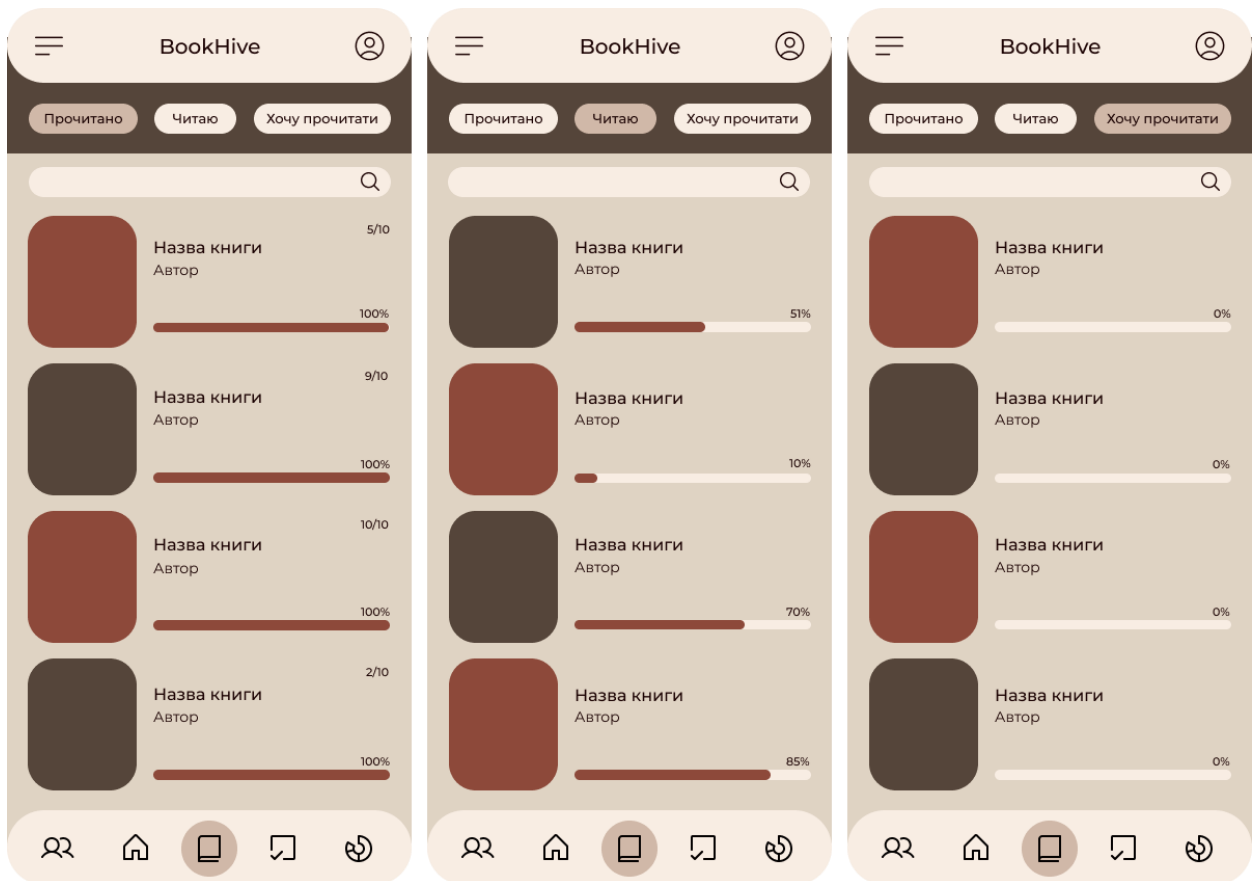 BookHive
Прочитано
Читаю
Хочу прочитати
5/10
Назва книги
Автор
100%
9/10
Назва книги
Автор
100%
10/10
Назва книги
Автор
100%
2/10
Назва книги
Автор
100%
BookHive
Прочитано
Читаю
Хочу прочитати
Назва книги
Автор
51%
Назва книги
Автор
10%
Назва книги
Автор
70%
Назва книги
Автор
85%
BookHive
Прочитано
Читаю
Хочу прочитати
Назва книги
Автор
0%
Назва книги
Автор
0%
Назва книги
Автор
0%
Назва книги
Автор
0%